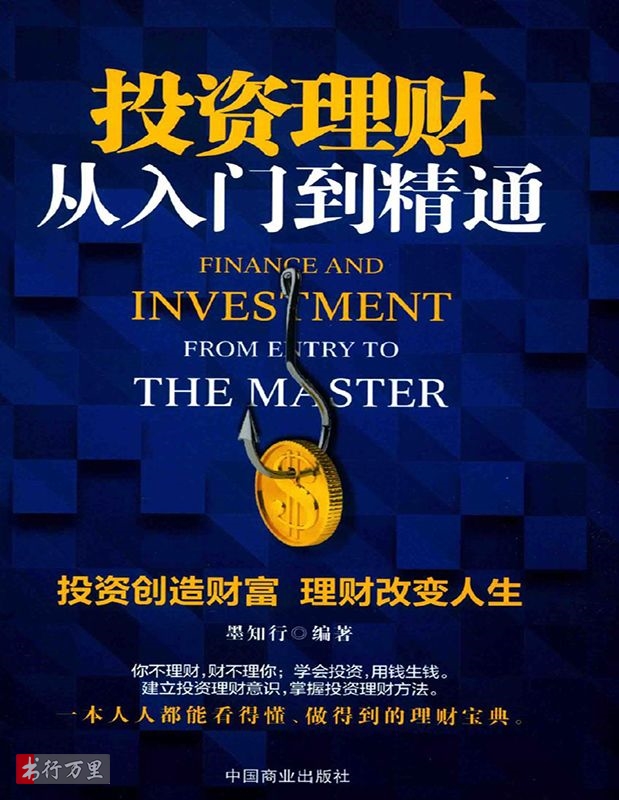 投资理财
从入门到精通
FINANCE AND
INVESTMENT
FROM ENTRY TO
THE MASTER
投资创造财富 理财改变人生
墨知行◎编著
你不理财，财不理你；学会投资，用钱生钱。
建立投资理财意识，掌握投资理财方法。
一本人人都能看得懂、做得到的理财宝典。
书行万里
中国商业出版社